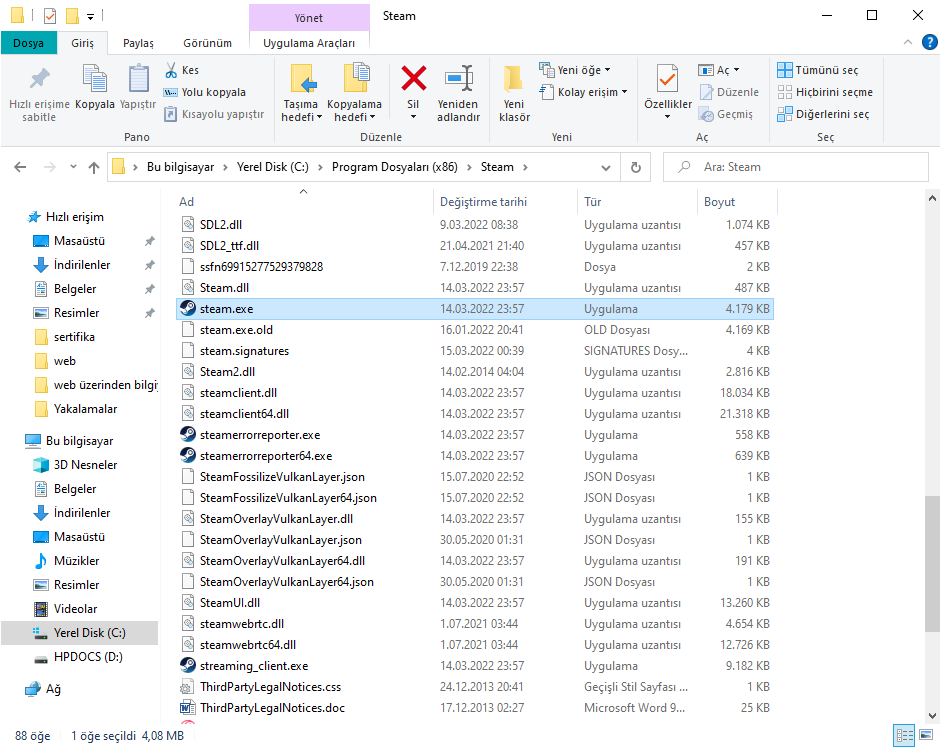 Yönet
Steam
Dosya
Giriş
Paylaş
Görünüm
Uygulama Araçları
Hızlı erişime sabitle
Kopyala
Yapıştır
Kes
Yolu kopyala
Kısayolu yapıştır
Pano
Taşıma hedefi
Kopyalama hedefi
Sil
Yeniden adlandır
Düzenle
Yeni klasör
Yeni öğe
Kolay erişim
Yeni
Özellikler
Aç
Düzenle
Geçmiş
Aç
Tümünü seç
Hiçbirini seçme
Diğerlerini seç
Seç
Bu bilgisayar > Yerel Disk (C:) > Program Dosyaları (x86) > Steam >
Ara: Steam
Hızlı erişim
Masaüstü
İndirilenler
Belgeler
Resimler
sertifika
web
web üzerinden bilgi
Yakalamalar
Bu bilgisayar
3D Nesneler
Belgeler
İndirilenler
Masaüstü
Müzikler
Resimler
Videolar
Yerel Disk (C:)
HPDOCS (D:)
Ağ
Ad Değiştirme tarihi Tür Boyut
SDL2.dll 9.03.2022 08:38 Uygulama uzantısı 1.074 KB
SDL2_ttf.dll 21.04.2021 21:40 Uygulama uzantısı 457 KB
ssfn69915277529379828 7.12.2019 22:38 Dosya 2 KB
Steam.dll 14.03.2022 23:57 Uygulama uzantısı 487 KB
steam.exe 14.03.2022 23:57 Uygulama 4.179 KB
steam.exe.old 16.01.2022 20:41 OLD Dosyası 4.169 KB
steam.signatures 15.03.2022 00:39 SIGNATURES Dosy... 4 KB
Steam2.dll 14.02.2014 04:04 Uygulama uzantısı 2.816 KB
steamclient.dll 14.03.2022 23:57 Uygulama uzantısı 18.034 KB
steamclient64.dll 14.03.2022 23:57 Uygulama uzantısı 21.318 KB
steamerrorreporter.exe 14.03.2022 23:57 Uygulama 558 KB
steamerrorreporter64.exe 14.03.2022 23:57 Uygulama 639 KB
SteamFossilizeVulkanLayer.json 15.07.2020 22:52 JSON Dosyası 1 KB
SteamFossilizeVulkanLayer64.json 15.07.2020 22:52 JSON Dosyası 1 KB
SteamOverlayVulkanLayer.dll 14.03.2022 23:57 Uygulama uzantısı 155 KB
SteamOverlayVulkanLayer.json 30.05.2020 01:31 JSON Dosyası 1 KB
SteamOverlayVulkanLayer64.dll 14.03.2022 23:57 Uygulama uzantısı 191 KB
SteamOverlayVulkanLayer64.json 30.05.2020 01:31 JSON Dosyası 1 KB
SteamUI.dll 14.03.2022 23:57 Uygulama uzantısı 13.260 KB
steamwebrtc.dll 1.07.2021 03:44 Uygulama uzantısı 4.654 KB
steamwebrtc64.dll 1.07.2021 03:44 Uygulama uzantısı 12.726 KB
streaming_client.exe 14.03.2022 23:57 Uygulama 9.182 KB
ThirdPartyLegalNotices.css 24.12.2013 20:41 Geçişli Stil Sayfası ... 1 KB
ThirdPartyLegalNotices.doc 17.12.2013 02:27 Microsoft Word 9... 25 KB
88 öğe 1 öğe seçildi 4,08 MB